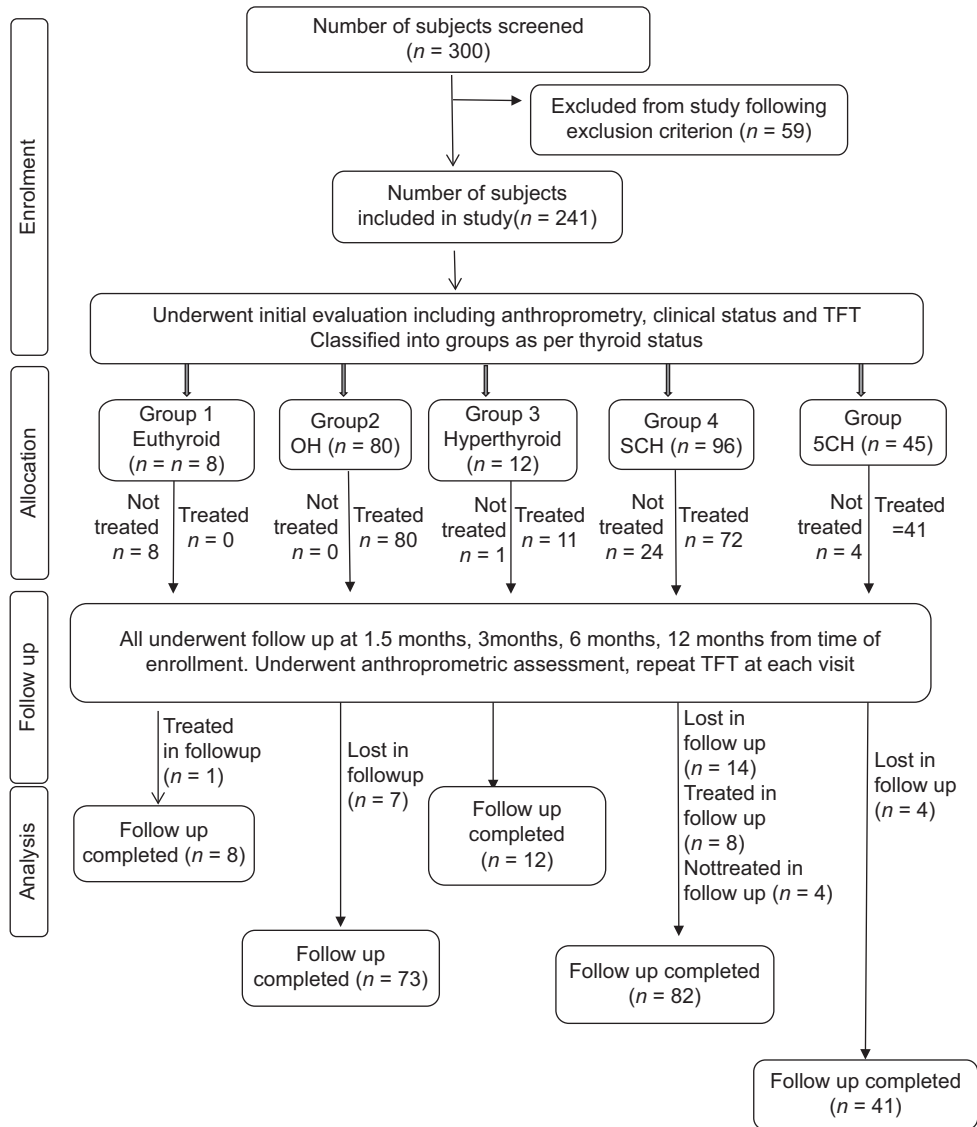 Enrolment
Number of subjects screened
(n = 300)
Excluded from study following
exclusion criterion (n = 59)
Number of subjects
included in study(n = 241)
Underwent initial evaluation including anthroprometry, clinical status and TFT
Classified into groups as per thyroid status
Allocation
Group 1
Euthyroid
(n = n = 8)
Group2
OH (n = 80)
Group 3
Hyperthyroid
(n = 12)
Group 4
SCH (n = 96)
Group
5CH (n = 45)
Not
treated
n = 8
Treated
n = 0
Not
treated
n = 0
Treated
n = 80
Not
treated
n = 1
Treated
n = 11
Not
treated
n = 24
Treated
n = 72
Not
treated
n = 4
Treated
=41
Follow up
All underwent follow up at 1.5 months, 3months, 6 months, 12 months from time of
enrollment. Underwent anthroprometric assessment, repeat TFT at each visit
Treated
in followup
(n = 1)
Lost in
followup
(n = 7)
Lost in
follow up
(n = 14)
Treated in
follow up
(n = 8)
Nottreated in
follow up (n = 4)
Lost in
follow up
(n = 4)
Analysis
Follow up
completed (n = 8)
Follow up
completed (n = 73)
Follow up
completed
(n = 12)
Follow up completed
(n = 82)
Follow up completed
(n = 41)